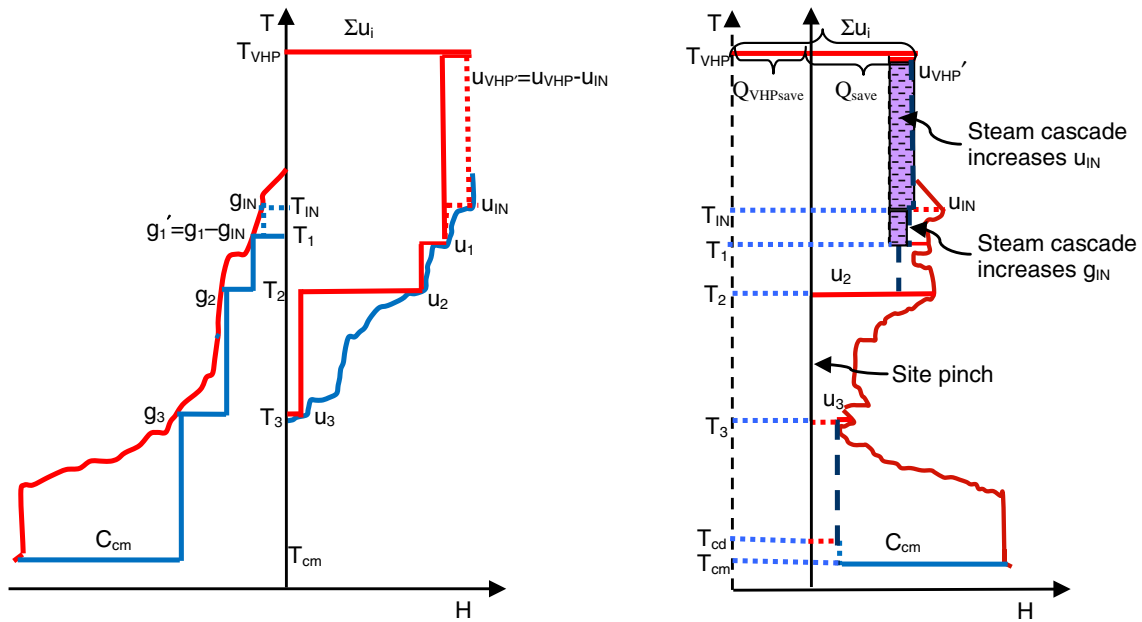 T
Σuᵢ
T_VHP
u_VHP'=u_VHP-u_IN
g_IN
T_IN
u_IN
g₁'=g₁-g_IN
T₁
u₁
g₂
T₂
u₂
g₃
T₃
u₃
C_cm
T_cm
H
T
Σuᵢ
T_VHP
u_VHP'
Q_VHPsave
Q_save
Steam cascade
increases u_IN
T_IN
u_IN
T₁
Steam cascade
increases g_IN
u₂
T₂
Site pinch
u₃
T₃
T_cd
C_cm
T_cm
H